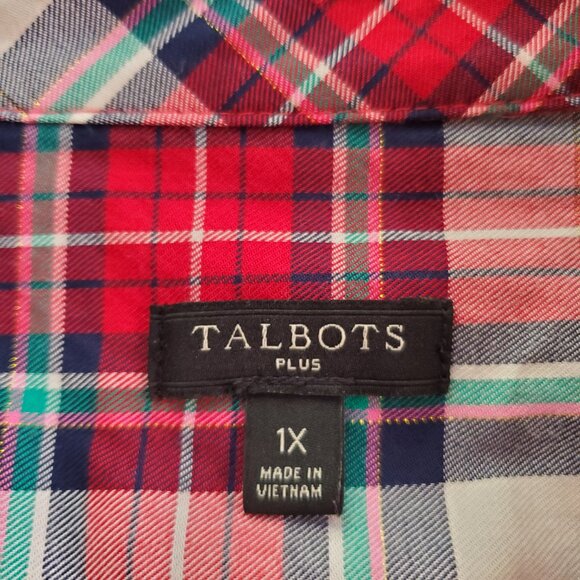 TALBOTS
PLUS
1X
MADE IN
VIETNAM